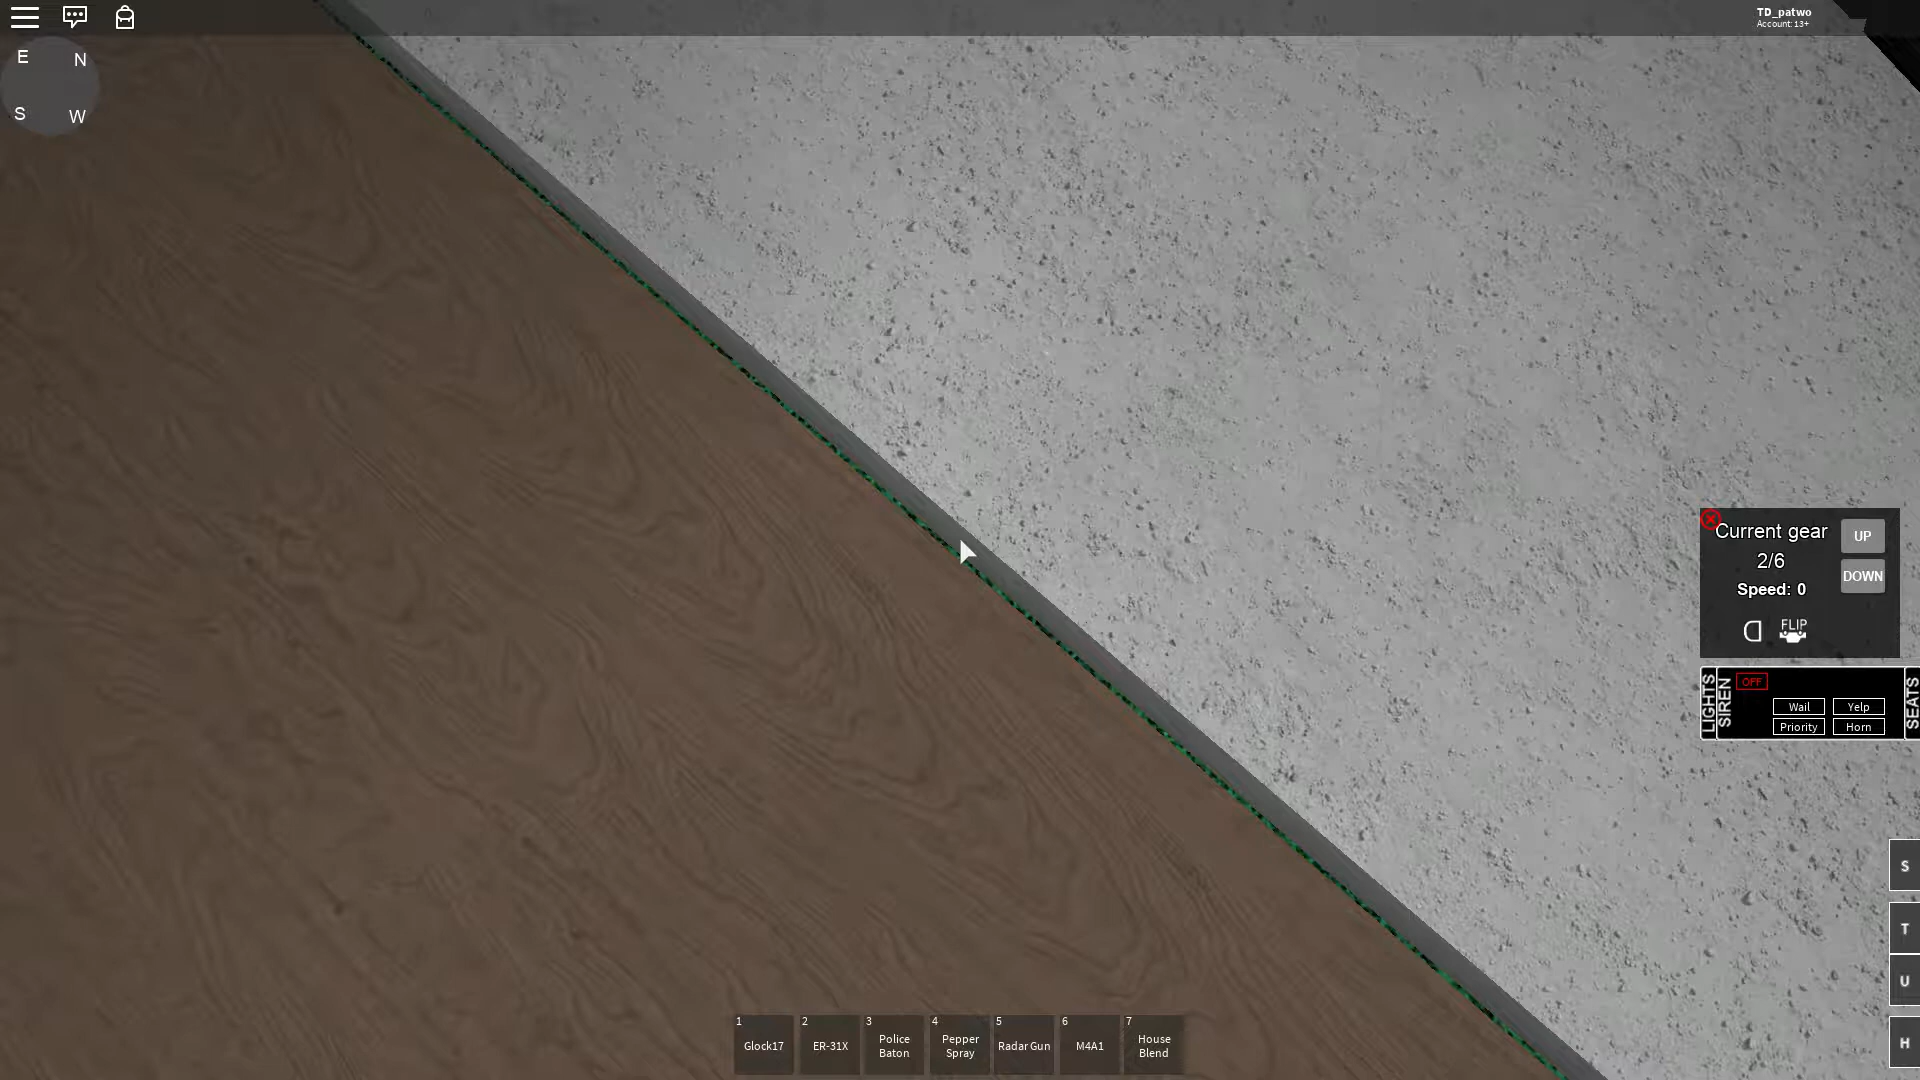 TD_patwo
Account: 13+
E N
S W
Current gear
2/6
Speed: 0
UP
DOWN
FLIP
LIGHTS
SIREN
OFF
Wail Yelp
Priority Horn
SEATS
S
T
U
H
1 Glock17
2 ER-31X
3 Police Baton
4 Pepper Spray
5 Radar Gun
6 M4A1
7 House Blend